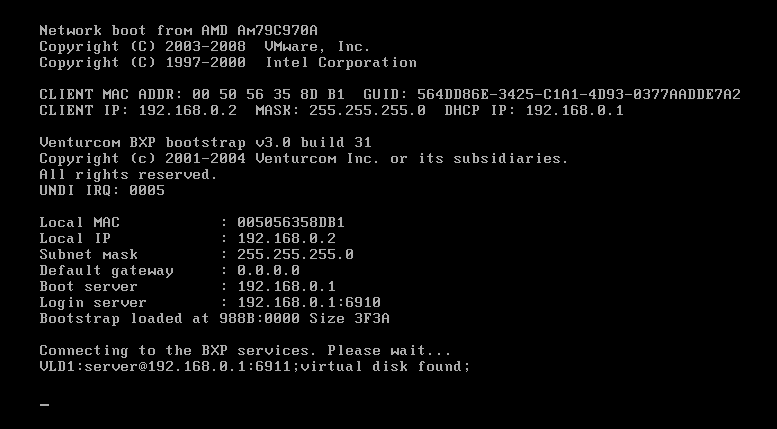 Network boot from AMD Am79C970A
Copyright (C) 2003-2008  VMware, Inc.
Copyright (C) 1997-2000  Intel Corporation
CLIENT MAC ADDR: 00 50 56 35 8D B1  GUID: 564DD86E-3425-C1A1-4D93-0377AADDE7A2
CLIENT IP: 192.168.0.2  MASK: 255.255.255.0  DHCP IP: 192.168.0.1
Venturcom BXP bootstrap v3.0 build 31
Copyright (c) 2001-2004 Venturcom Inc. or its subsidiaries.
All rights reserved.
UNDI IRQ: 0005
Local MAC : 005056358DB1
Local IP : 192.168.0.2
Subnet mask : 255.255.255.0
Default gateway : 0.0.0.0
Boot server : 192.168.0.1
Login server : 192.168.0.1:6910
Bootstrap loaded at 988B:0000 Size 3F3A
Connecting to the BXP services. Please wait...
VLD1:server@192.168.0.1:6911;virtual disk found;
_